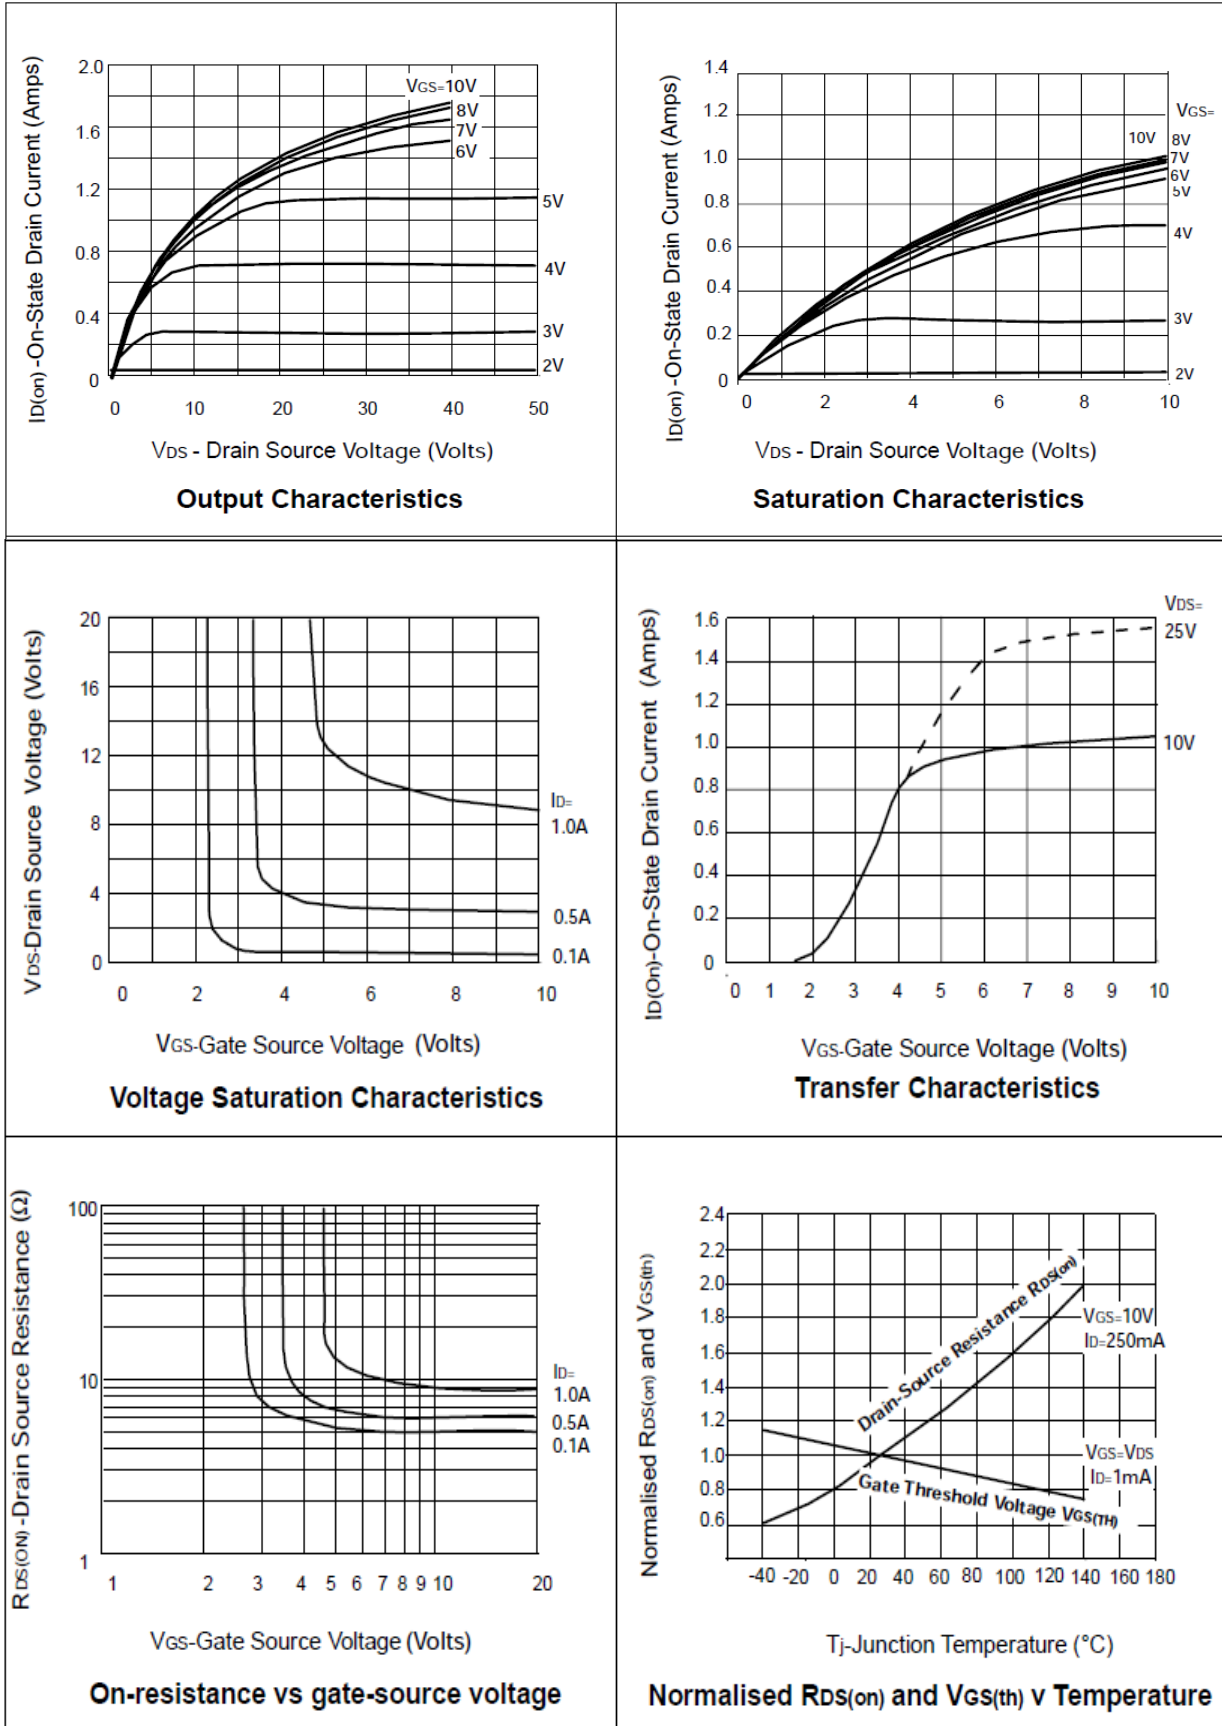 ID(on) -On-State Drain Current (Amps)
2.0
1.6
1.2
0.8
0.4
0
VGS=10V
8V
7V
6V
5V
4V
3V
2V
0 10 20 30 40 50
VDS - Drain Source Voltage (Volts)
Output Characteristics
ID(on) -On-State Drain Current (Amps)
1.4
1.2
1.0
0.8
0.6
0.4
0.2
0
VGS=
10V 8V
7V
6V
5V
4V
3V
2V
0 2 4 6 8 10
VDS - Drain Source Voltage (Volts)
Saturation Characteristics
VDS-Drain Source Voltage (Volts)
20
16
12
8
4
0
ID=
1.0A
0.5A
0.1A
0 2 4 6 8 10
VGS-Gate Source Voltage (Volts)
Voltage Saturation Characteristics
ID(On)-On-State Drain Current (Amps)
1.6
1.4
1.2
1.0
0.8
0.6
0.4
0.2
0
VDS=
25V
10V
0 1 2 3 4 5 6 7 8 9 10
VGS-Gate Source Voltage (Volts)
Transfer Characteristics
RDS(ON) -Drain Source Resistance (Ω)
100
10
1
ID=
1.0A
0.5A
0.1A
1 2 3 4 5 6 7 8 9 10 20
VGS-Gate Source Voltage (Volts)
On-resistance vs gate-source voltage
Normalised RDS(on) and VGS(th)
2.4
2.2
2.0
1.8
1.6
1.4
1.2
1.0
0.8
0.6
Drain-Source Resistance RDS(on)
VGS=10V
ID=250mA
VGS=VDS
ID=1mA
Gate Threshold Voltage VGS(TH)
-40 -20 0 20 40 60 80 100 120 140 160 180
Tj-Junction Temperature (°C)
Normalised RDS(on) and VGS(th) v Temperature